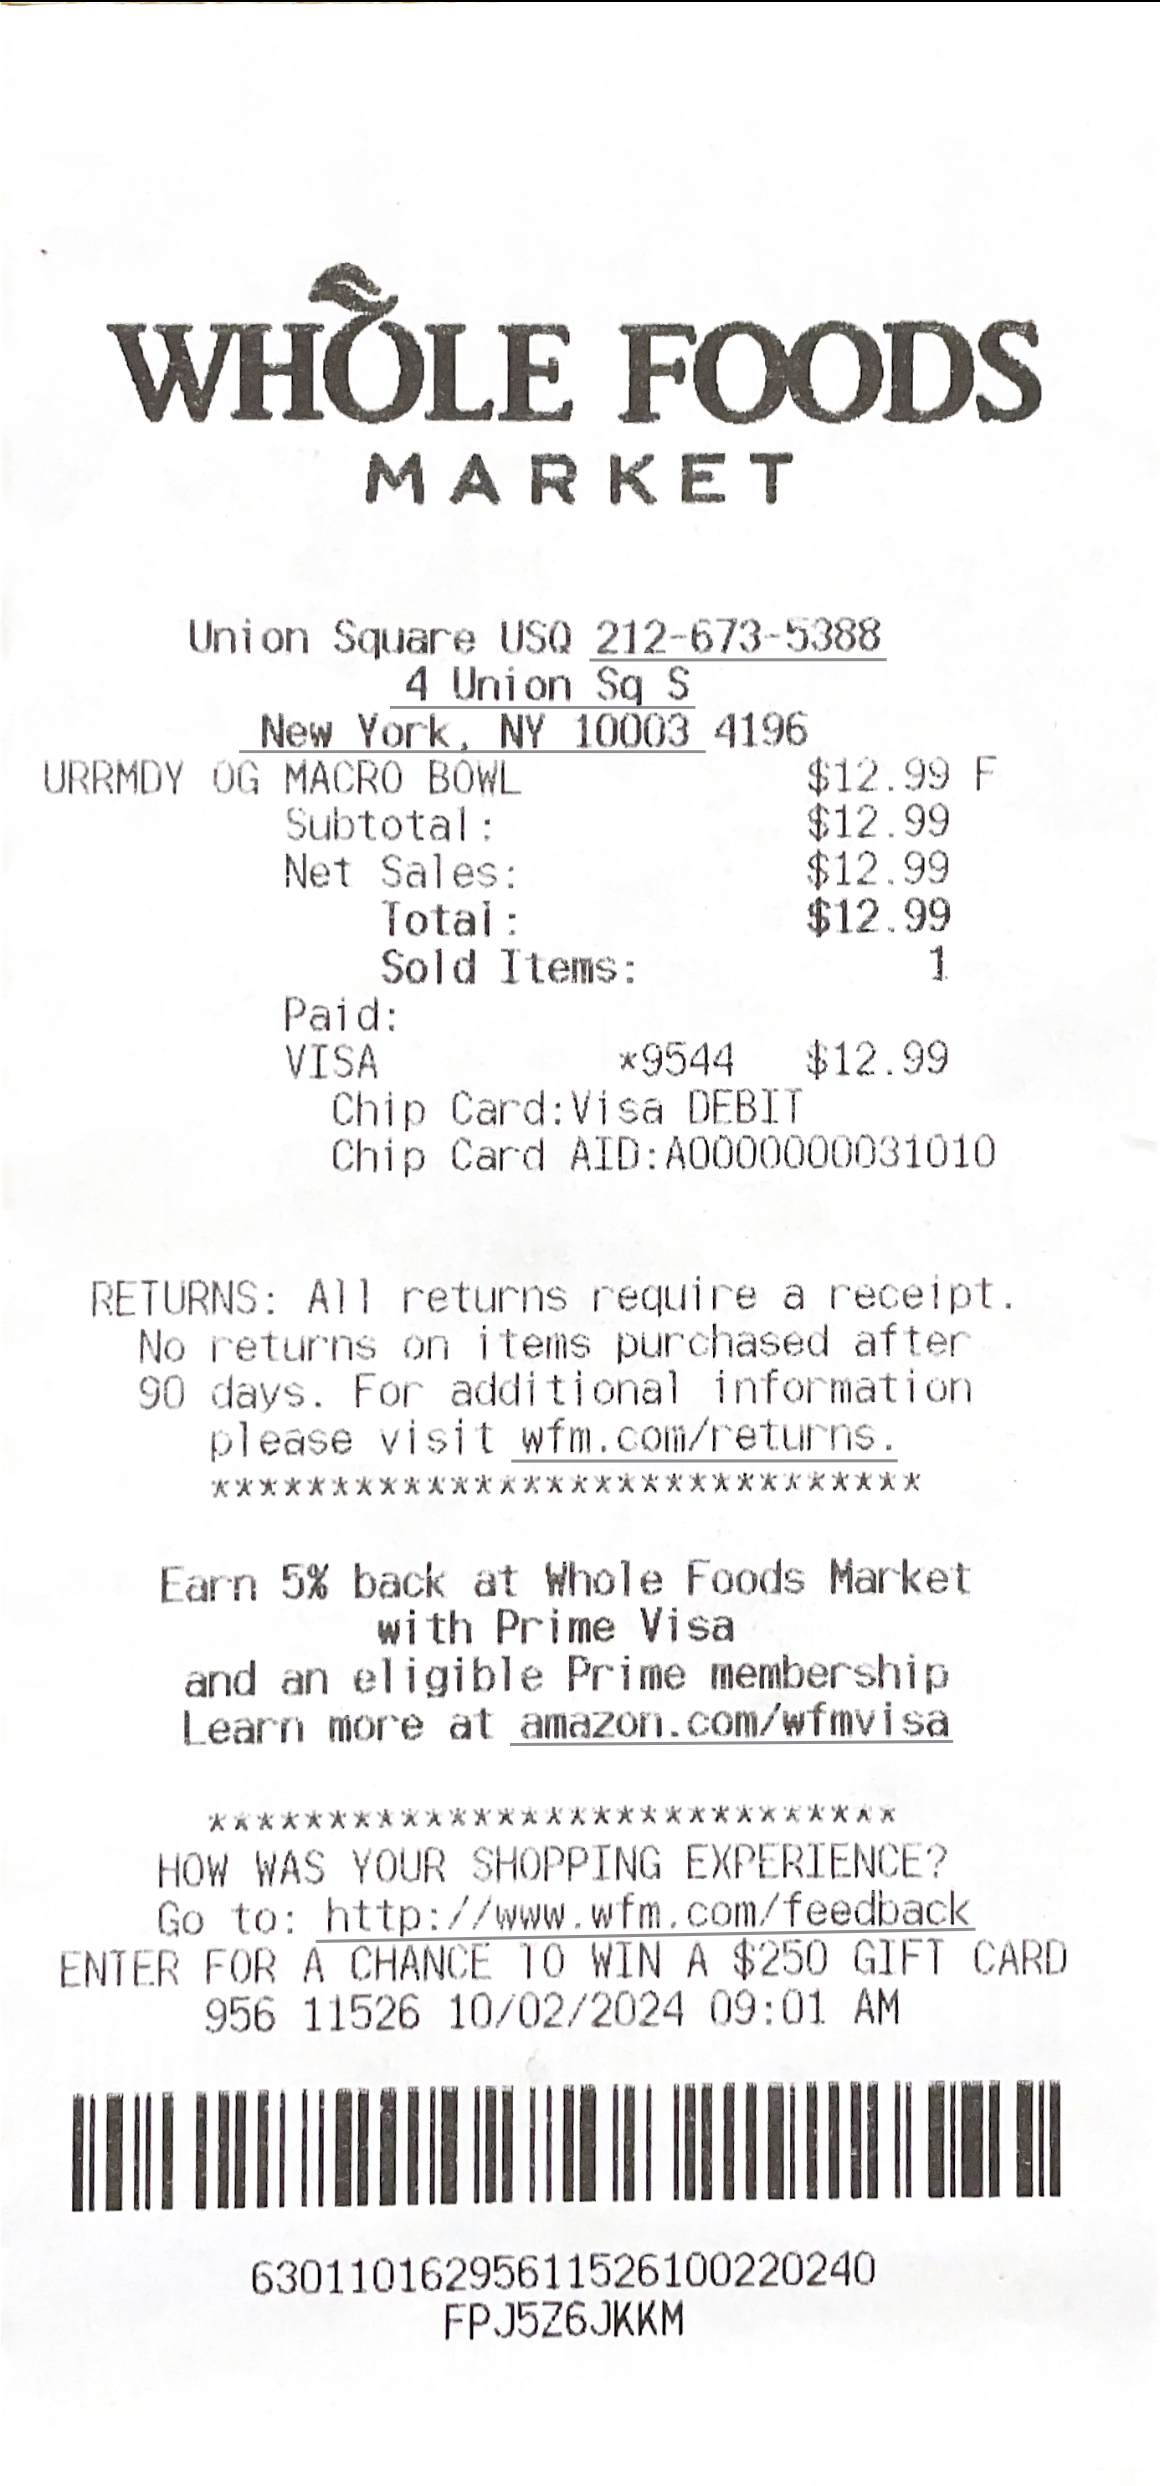 WHOLE FOODS
MARKET
Union Square USQ 212-673-5388
4 Union Sq S
New York, NY 10003 4196
URRMDY OG MACRO BOWL $12.99 F
Subtotal: $12.99
Net Sales: $12.99
Total: $12.99
Sold Items: 1
Paid:
VISA *9544 $12.99
Chip Card:Visa DEBIT
Chip Card AID:A0000000031010
RETURNS: All returns require a receipt.
No returns on items purchased after
90 days. For additional information
please visit wfm.com/returns.
******************************
Earn 5% back at Whole Foods Market
with Prime Visa
and an eligible Prime membership
Learn more at amazon.com/wfmvisa
*****************************
HOW WAS YOUR SHOPPING EXPERIENCE?
Go to: http://www.wfm.com/feedback
ENTER FOR A CHANCE TO WIN A $250 GIFT CARD
956 11526 10/02/2024 09:01 AM
63011016295611526100220240
FPJ5Z6JKKM